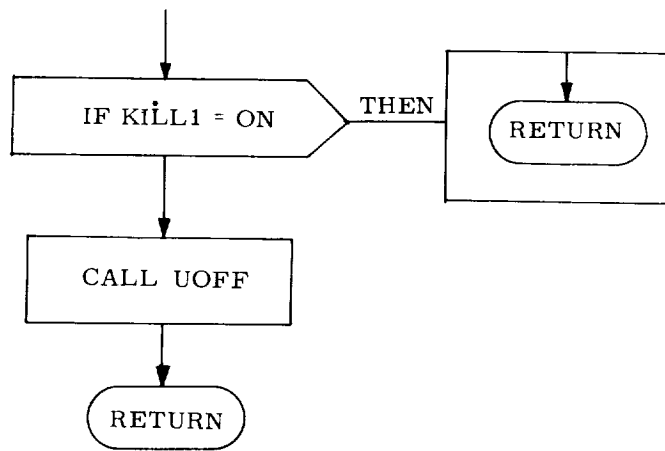 IF KILL1 = ON
THEN
RETURN
CALL UOFF
RETURN